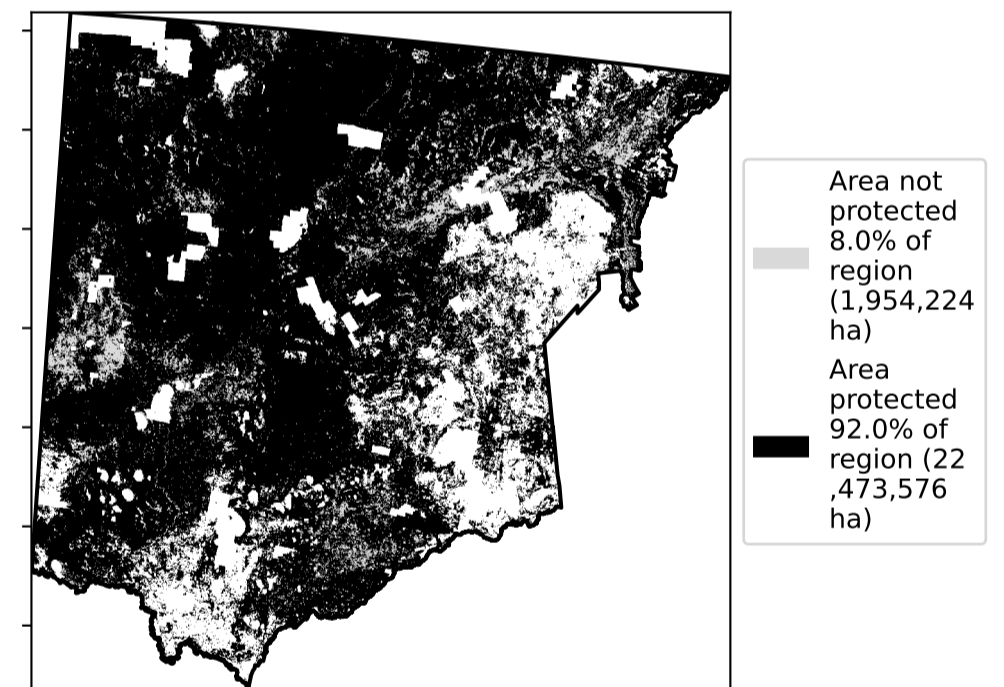 Area not
protected
8.0% of
region
(1,954,224
ha)
Area
protected
92.0% of
region (22
,473,576
ha)